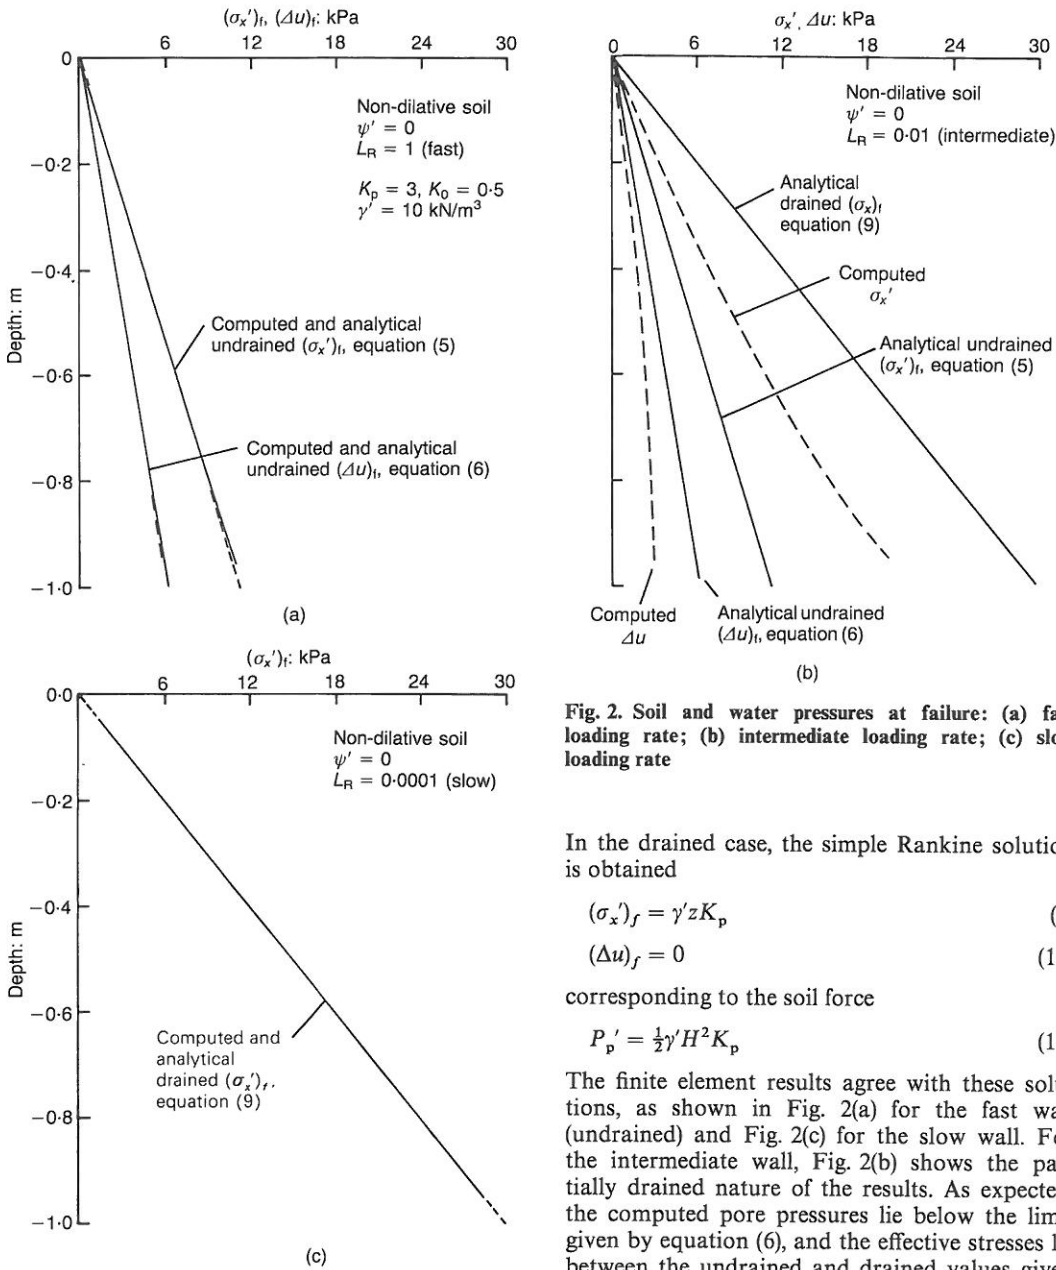 (σx′)f, (Δu)f: kPa
6 12 18 24 30
0
−0·2
−0·4
−0·6
−0·8
−1·0
Depth: m
Non-dilative soil
ψ′ = 0
LR = 1 (fast)
Kp = 3, K0 = 0·5
γ′ = 10 kN/m³
Computed and analytical
undrained (σx′)f, equation (5)
Computed and analytical
undrained (Δu)f, equation (6)
(a)
σx′, Δu: kPa
0 6 12 18 24 30
Non-dilative soil
ψ′ = 0
LR = 0·01 (intermediate)
Analytical
drained (σx)f
equation (9)
Computed
σx′
Analytical undrained
(σx′)f, equation (5)
Computed
Δu
Analytical undrained
(Δu)f, equation (6)
(b)
(σx′)f: kPa
6 12 18 24 30
0·0
−0·2
−0·4
−0·6
−0·8
−1·0
Depth: m
Non-dilative soil
ψ′ = 0
LR = 0·0001 (slow)
Computed and
analytical
drained (σx′)f.
equation (9)
(c)
Fig. 2. Soil and water pressures at failure: (a) fa
loading rate; (b) intermediate loading rate; (c) slo
loading rate
In the drained case, the simple Rankine solutio
is obtained
(σx′)f = γ′zKp (
(Δu)f = 0 (1
corresponding to the soil force
Pp′ = ½γ′H²Kp (1
The finite element results agree with these solu
tions, as shown in Fig. 2(a) for the fast wa
(undrained) and Fig. 2(c) for the slow wall. Fo
the intermediate wall, Fig. 2(b) shows the pa
tially drained nature of the results. As expecte
the computed pore pressures lie below the lim
given by equation (6), and the effective stresses l
between the undrained and drained values give